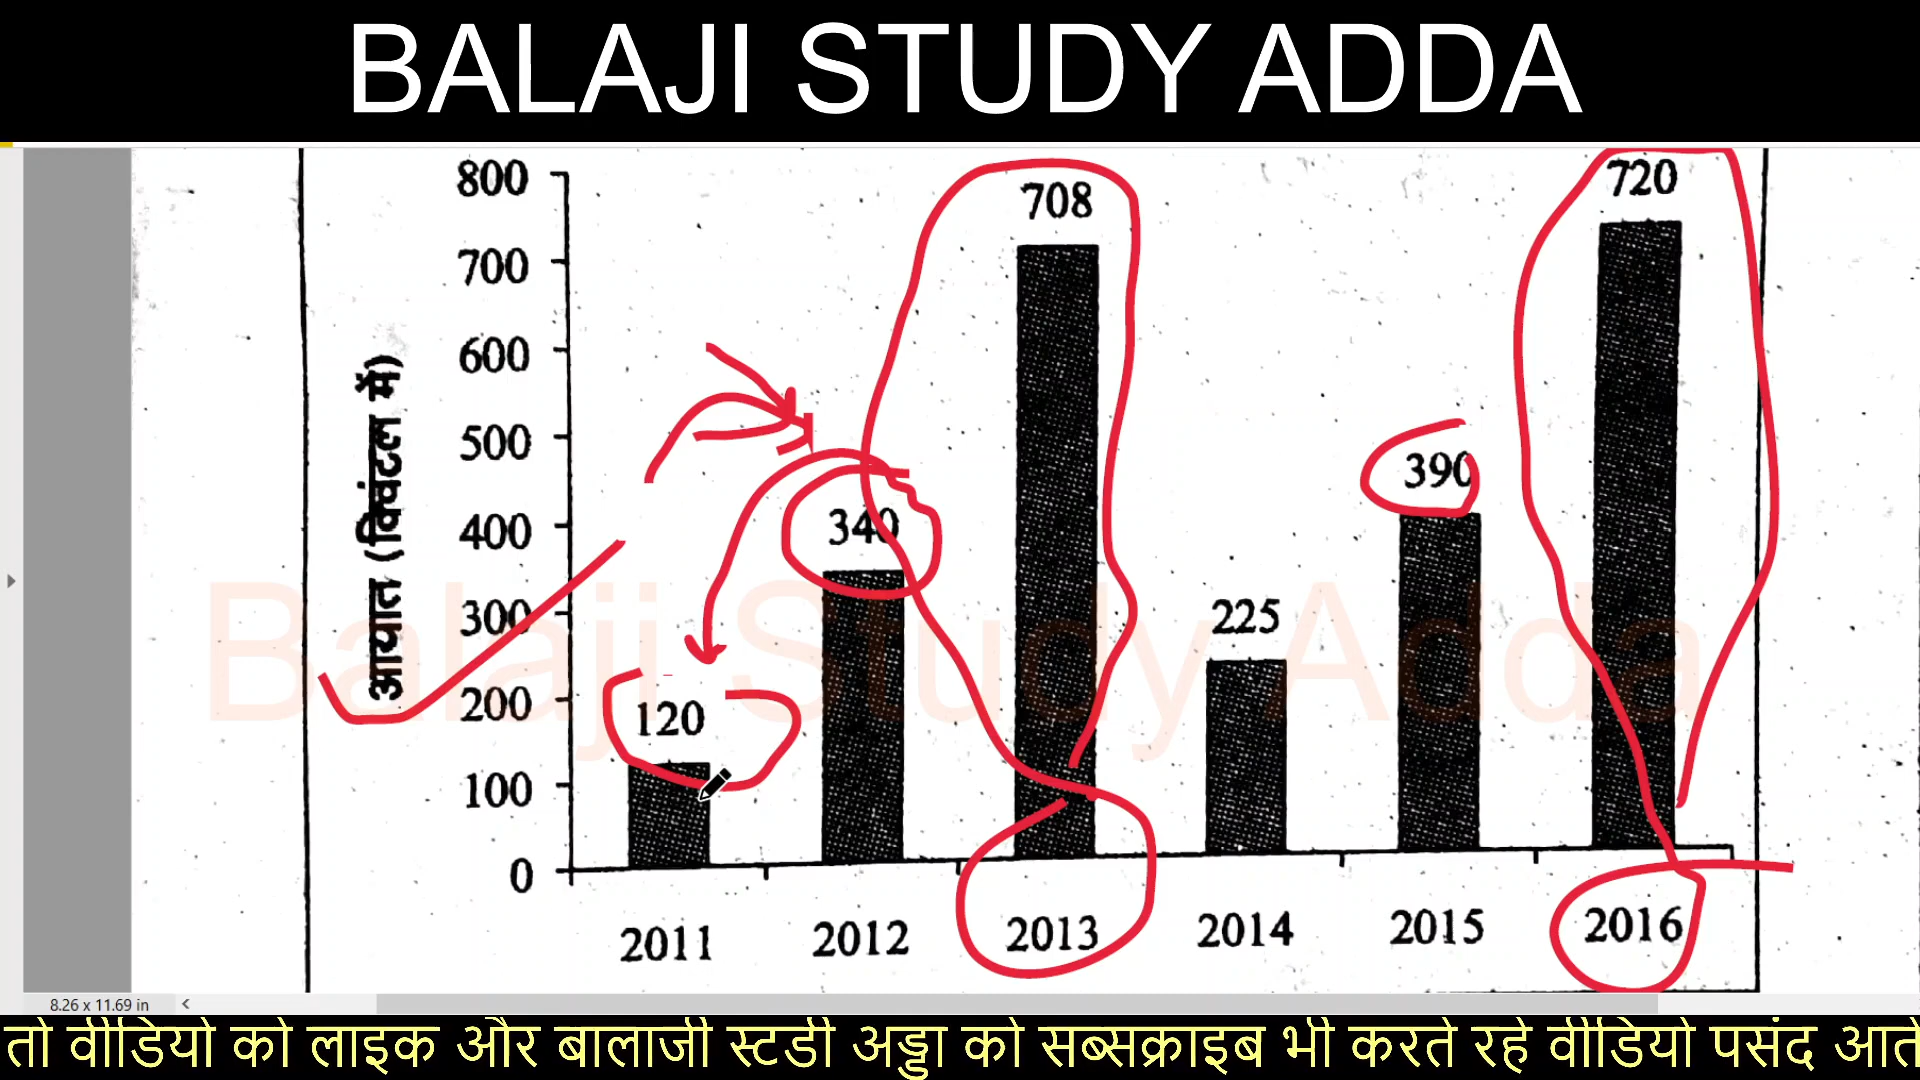 BALAJI STUDY ADDA
800
708
720
700
600
500
390
400
340
आयात (क्विंटल में)
300
225
Balaji Study Adda
200
120
100
0
2011 2012 2013 2014 2015 2016
8.26 x 11.69 in
तो वीडियो को लाइक और बालाजी स्टडी अड्डा को सब्सक्राइब भी करते रहे वीडियो पसंद आते